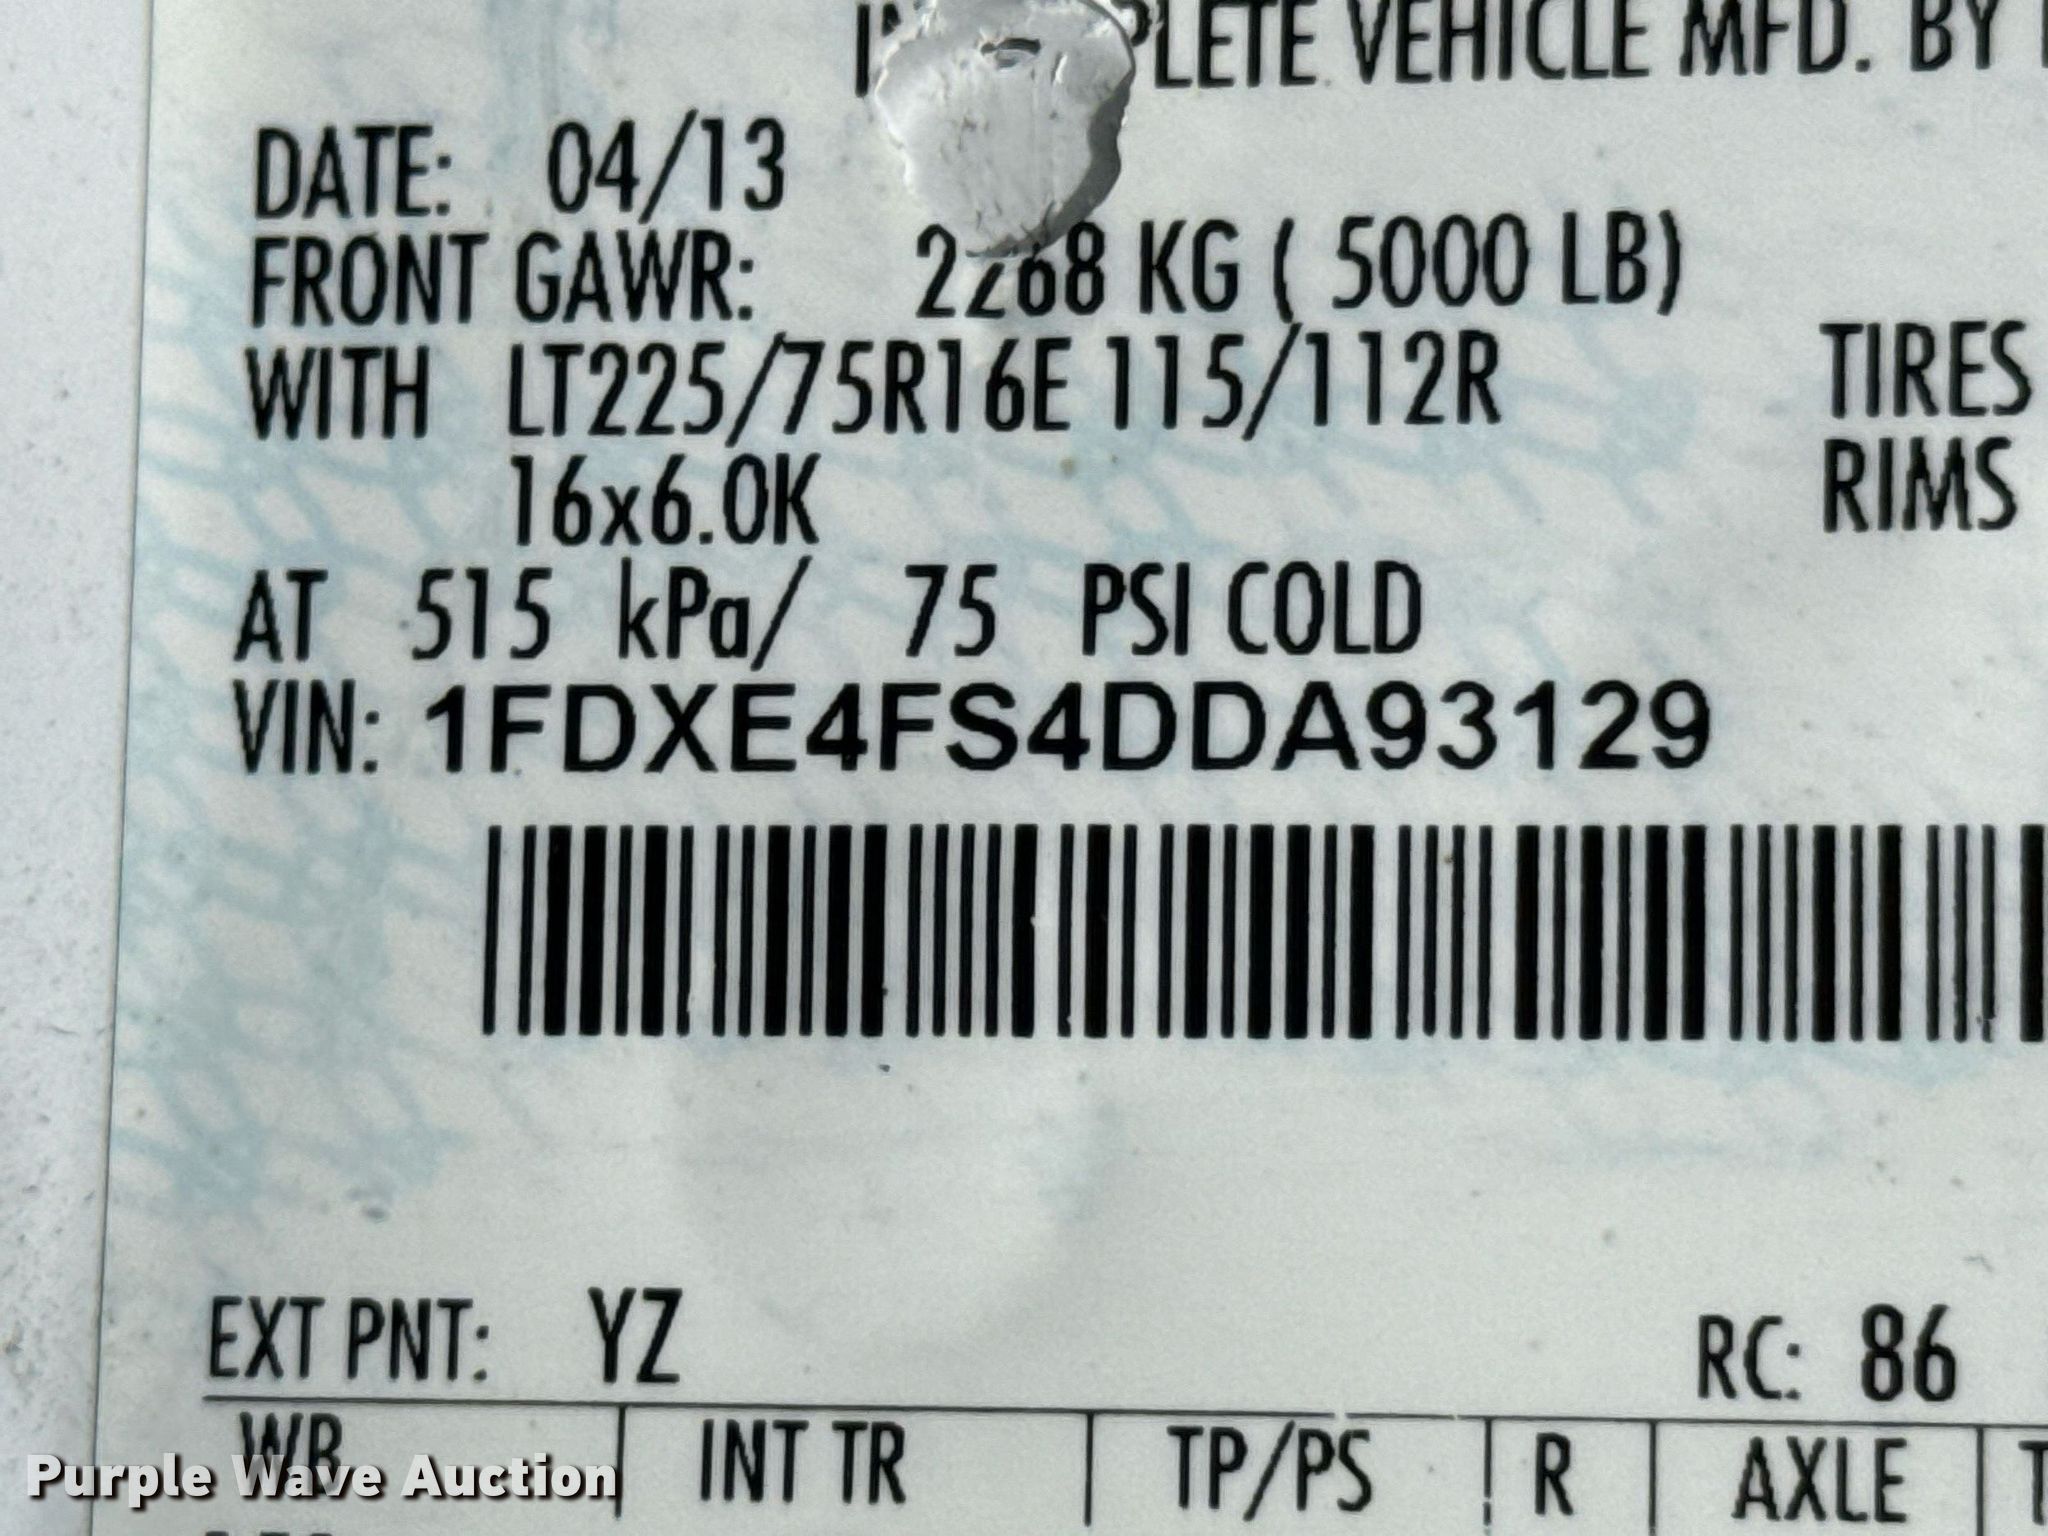 PLETE VEHICLE MFD. BY
DATE: 04/13
FRONT GAWR: 2268 KG ( 5000 LB)
WITH LT225/75R16E 115/112R TIRES
16x6.0K RIMS
AT 515 kPa/ 75 PSI COLD
VIN: 1FDXE4FS4DDA93129
EXT PNT: YZ RC: 86
WB INT TR TP/PS R AXLE
Purple Wave Auction